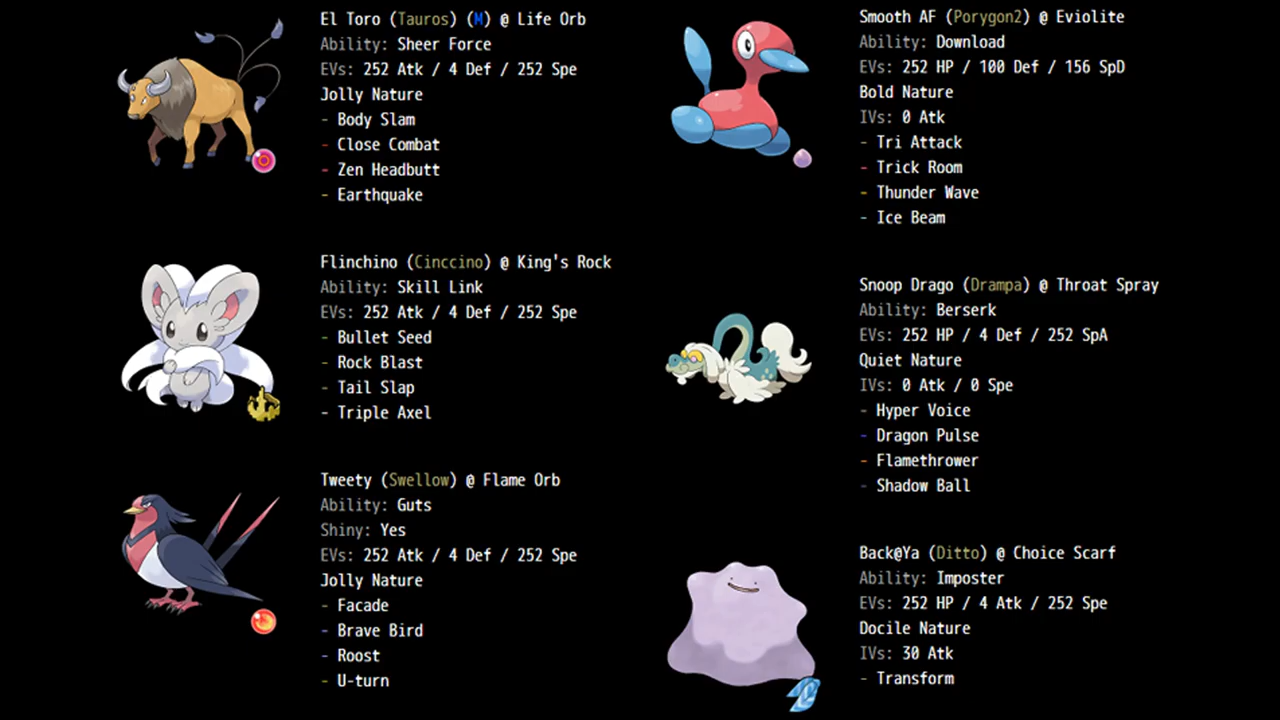 El Toro (Tauros) (M) @ Life Orb
Ability: Sheer Force
EVs: 252 Atk / 4 Def / 252 Spe
Jolly Nature
- Body Slam
- Close Combat
- Zen Headbutt
- Earthquake
Flinchino (Cinccino) @ King's Rock
Ability: Skill Link
EVs: 252 Atk / 4 Def / 252 Spe
- Bullet Seed
- Rock Blast
- Tail Slap
- Triple Axel
Tweety (Swellow) @ Flame Orb
Ability: Guts
Shiny: Yes
EVs: 252 Atk / 4 Def / 252 Spe
Jolly Nature
- Facade
- Brave Bird
- Roost
- U-turn
Smooth AF (Porygon2) @ Eviolite
Ability: Download
EVs: 252 HP / 100 Def / 156 SpD
Bold Nature
IVs: 0 Atk
- Tri Attack
- Trick Room
- Thunder Wave
- Ice Beam
Snoop Drago (Drampa) @ Throat Spray
Ability: Berserk
EVs: 252 HP / 4 Def / 252 SpA
Quiet Nature
IVs: 0 Atk / 0 Spe
- Hyper Voice
- Dragon Pulse
- Flamethrower
- Shadow Ball
Back@Ya (Ditto) @ Choice Scarf
Ability: Imposter
EVs: 252 HP / 4 Atk / 252 Spe
Docile Nature
IVs: 30 Atk
- Transform